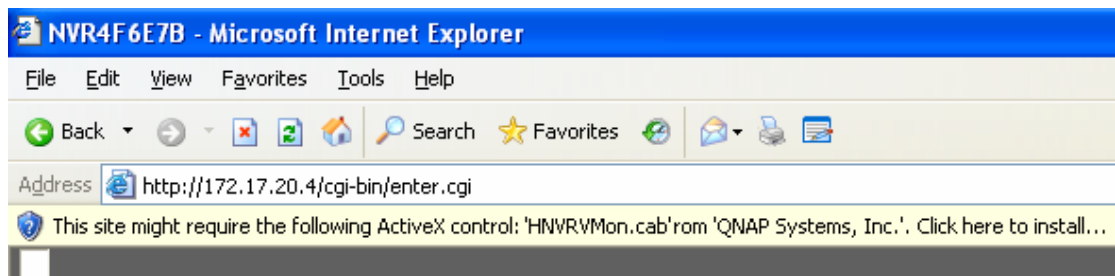 NVR4F6E7B - Microsoft Internet Explorer
File Edit View Favorites Tools Help
Back Search Favorites
Address http://172.17.20.4/cgi-bin/enter.cgi
This site might require the following ActiveX control: 'HNVRVMon.cab'rom 'QNAP Systems, Inc.'. Click here to install...